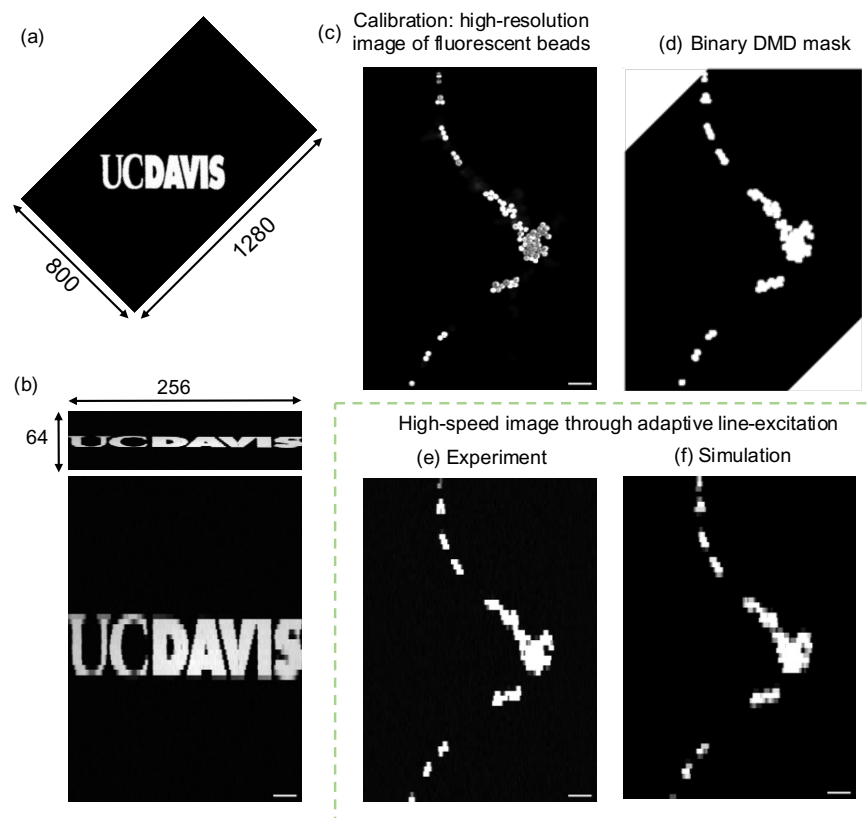 (a)
UCDAVIS
800
1280
(b)
256
64
UCDAVIS
UCDAVIS
(c) Calibration: high-resolution
image of fluorescent beads
(d) Binary DMD mask
High-speed image through adaptive line-excitation
(e) Experiment
(f) Simulation